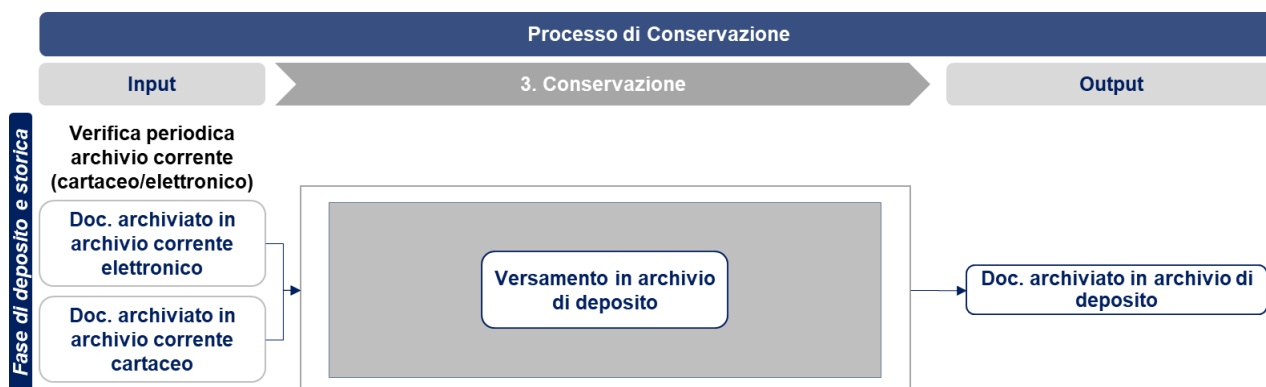 Processo di Conservazione
Input
3. Conservazione
Output
Fase di deposito e storica
Verifica periodica
archivio corrente
(cartaceo/elettronico)
Doc. archiviato in
archivio corrente
elettronico
Doc. archiviato in
archivio corrente
cartaceo
Versamento in archivio
di deposito
Doc. archiviato in archivio di
deposito